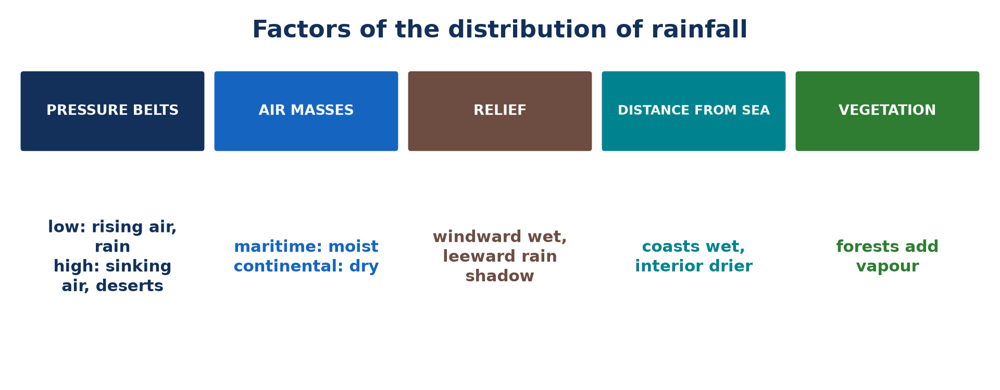 Factors of the distribution of rainfall
PRESSURE BELTS
AIR MASSES
RELIEF
DISTANCE FROM SEA
VEGETATION
low: rising air,
rain
high: sinking
air, deserts
maritime: moist
continental: dry
windward wet,
leeward rain
shadow
coasts wet,
interior drier
forests add
vapour